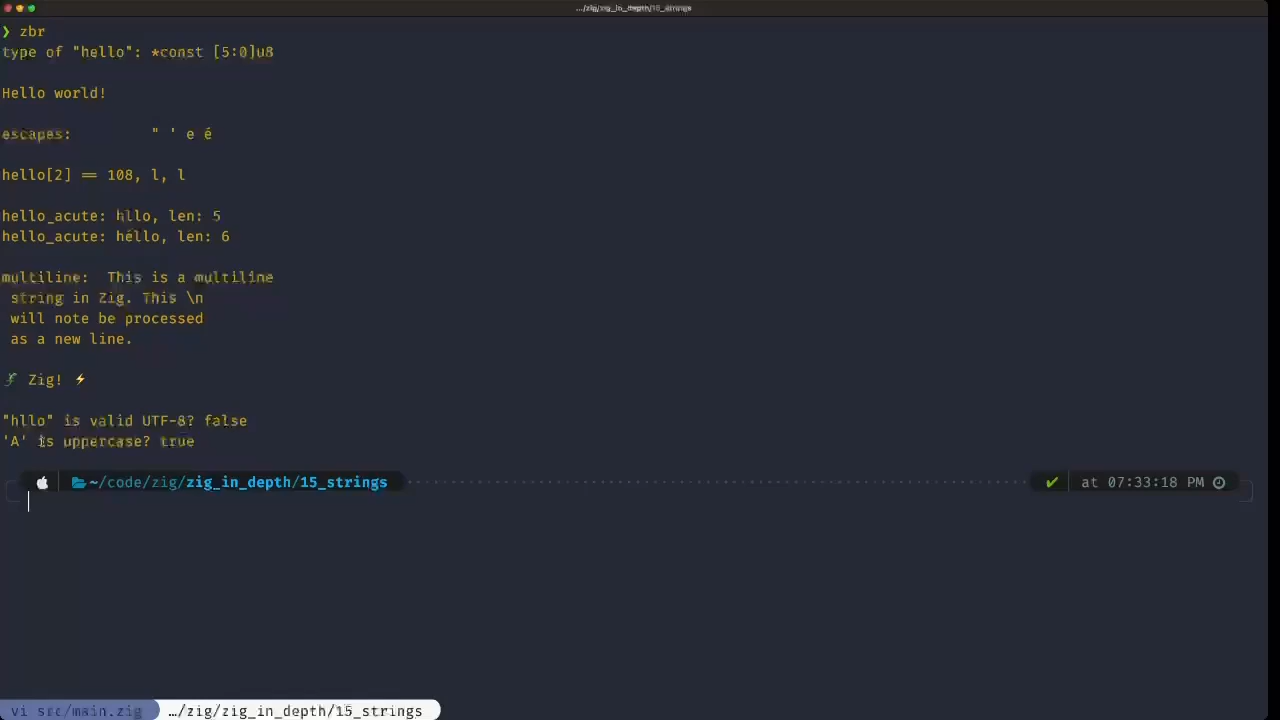 .../zig/zig_in_depth/15_strings
❯ zbr
type of "hello": *const [5:0]u8
Hello world!
escapes: " ' e é
hello[2] == 108, l, l
hello_acute: hllo, len: 5
hello_acute: héllo, len: 6
multiline: This is a multiline
string in Zig. This \n
will note be processed
as a new line.
Zig! ⚡
"hllo" is valid UTF-8? false
'A' is uppercase? true
~/code/zig/zig_in_depth/15_strings ✔ at 07:33:18 PM
vi src/main.zig …/zig/zig_in_depth/15_strings